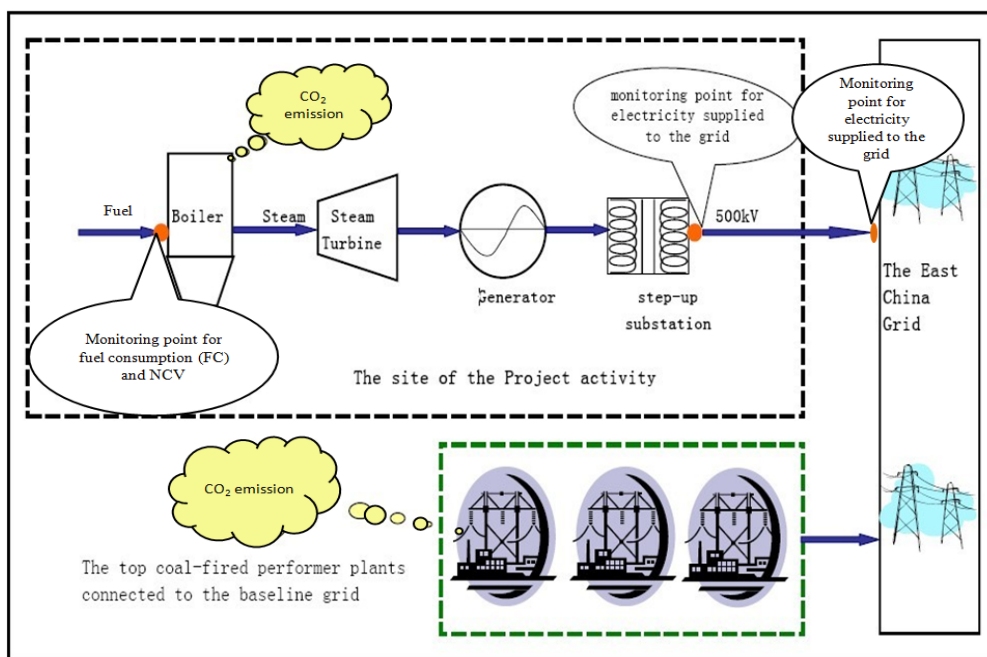 CO₂
emission
monitoring point for
electricity supplied
to the grid
Monitoring
point for
electricity
supplied to the
grid
Fuel
Boiler
Steam
Steam
Turbine
500kV
Generator
step-up
substation
The East
China
Grid
Monitoring point for
fuel consumption (FC)
and NCV
The site of the Project activity
CO₂ emission
The top coal-fired performer plants
connected to the baseline grid